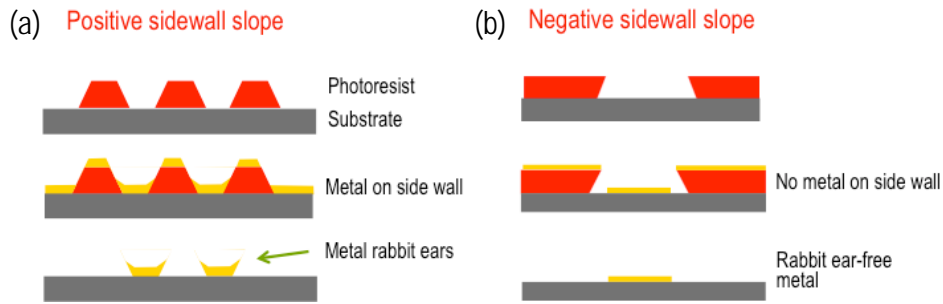 (a) Positive sidewall slope
Photoresist
Substrate
Metal on side wall
Metal rabbit ears
(b) Negative sidewall slope
No metal on side wall
Rabbit ear-free
metal